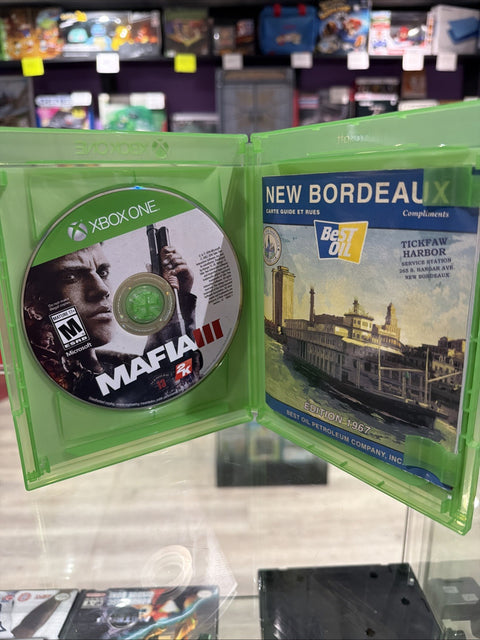 XBOX ONE
XBOX ONE
MATURE 17+
M
ESRB
Microsoft
MAFIA III
2K
NEW BORDEAUX
CARTE GUIDE ET RUES
Compliments
BEST
OIL
TICKFAW
HARBOR
SERVICE STATION
265 S. HANGAR AVE.
NEW BORDEAUX
EDITION 1967
BEST OIL PETROLEUM COMPANY, INC.